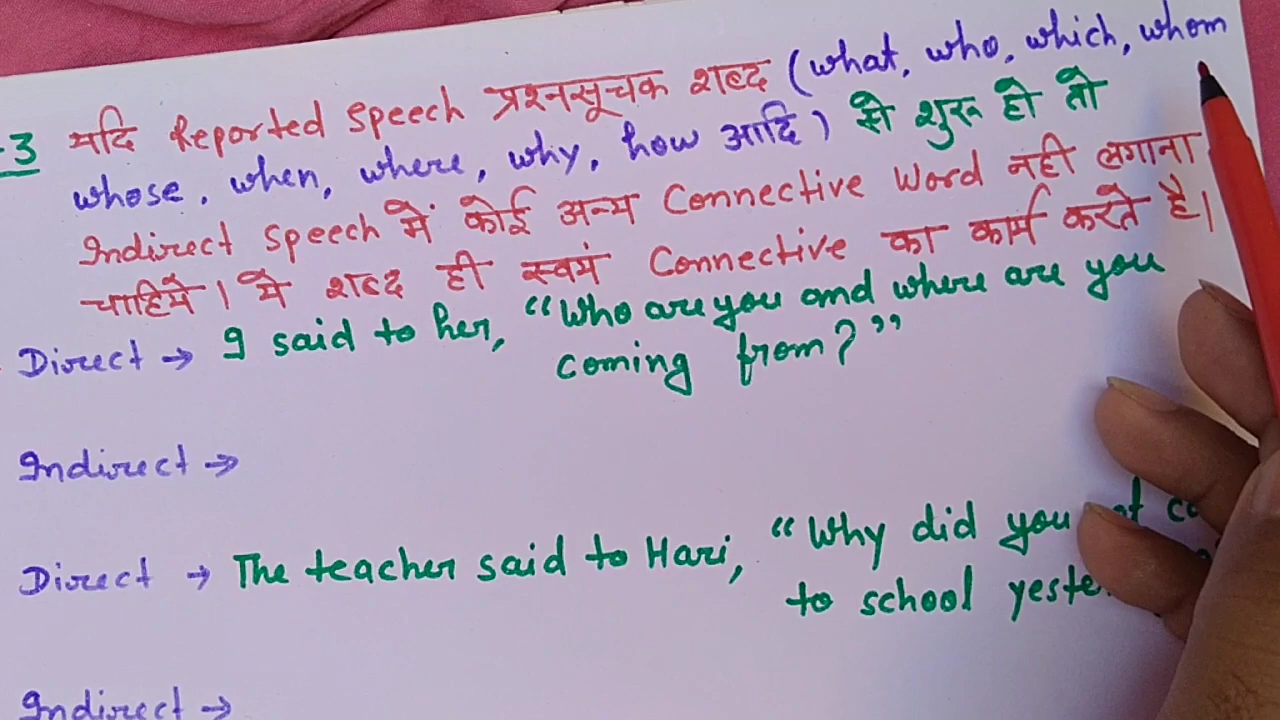 -3 यदि Reported speech प्रश्नसूचक शब्द (what, who, which, whom
whose, when, where, why, how आदि) से शुरू हो तो
Indirect speech में कोई अन्य Connective word नही लगाना
चाहिये। ये शब्द ही स्वयं Connective का कार्य करते है।
Direct → I said to her, "Who are you and where are you
coming from?"
Indirect →
Direct → The teacher said to Hari, "Why did you
to school
Indirect →